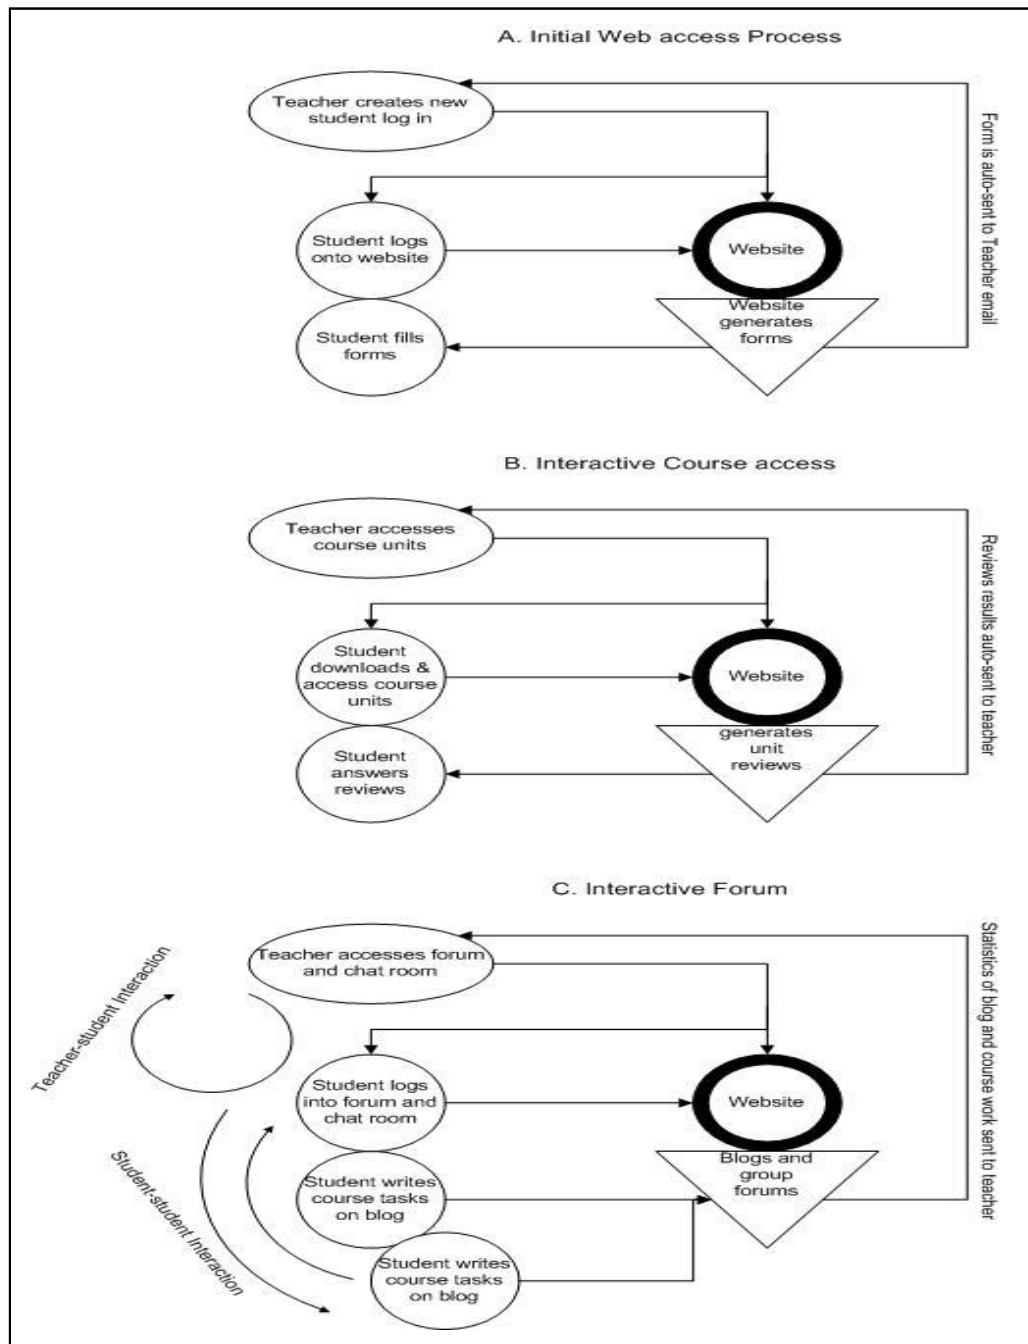 A. Initial Web access Process
Teacher creates new
student log in
Form is auto-sent to Teacher email
Student logs
onto website
Website
Website
generates
forms
Student fills
forms
B. Interactive Course access
Teacher accesses
course units
Reviews results auto-sent to teacher
Student
downloads &
access course
units
Website
generates
unit
reviews
Student
answers
reviews
C. Interactive Forum
Teacher accesses forum
and chat room
Statistics of blog and course work sent to teacher
Teacher-student Interaction
Student logs
into forum and
chat room
Website
Blogs and
group
forums
Student-student Interaction
Student writes
course tasks
on blog
Student writes
course tasks
on blog